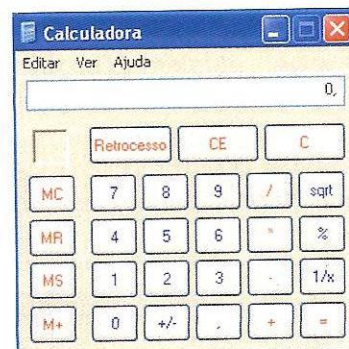 Calculadora
Editar Ver Ajuda
0,
Retrocesso CE C
MC 7 8 9 / sqrt
MR 4 5 6 * %
MS 1 2 3 - 1/x
M+ 0 +/- , + =